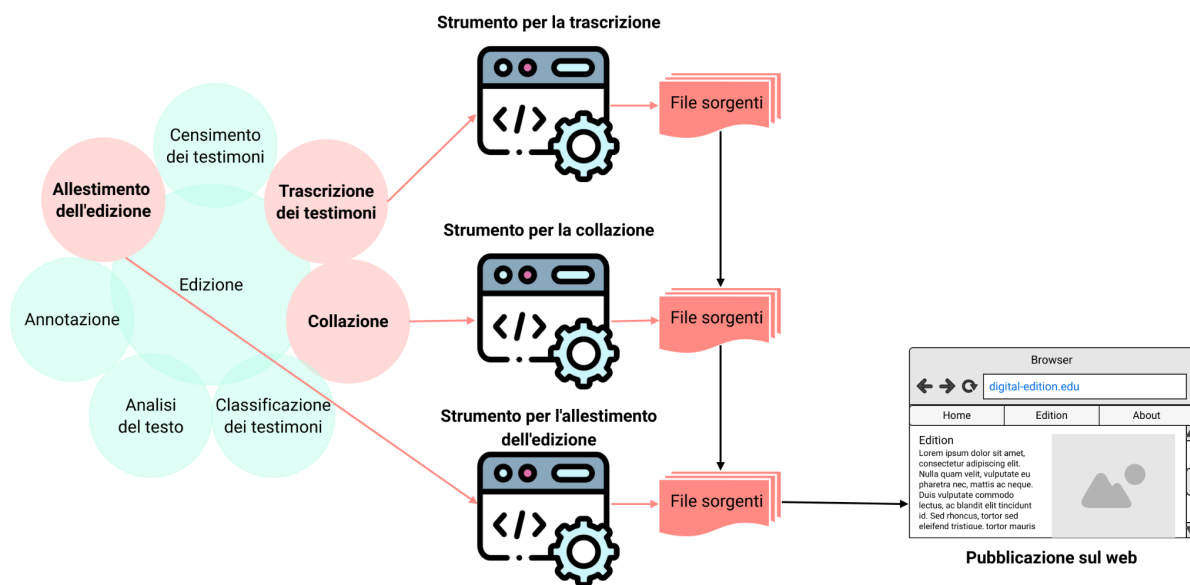 Strumento per la trascrizione
File sorgenti
Censimento
dei testimoni
Allestimento
dell'edizione
Trascrizione
dei testimoni
Strumento per la collazione
Edizione
Annotazione
Collazione
File sorgenti
Analisi
del testo
Classificazione
dei testimoni
Strumento per l'allestimento
dell'edizione
File sorgenti
Browser
digital-edition.edu
Home Edition About
Edition
Lorem ipsum dolor sit amet,
consectetur adipiscing elit.
Nulla quam velit, vulputate eu
pharetra nec, mattis ac neque.
Duis vulputate commodo
lectus, ac blandit elit tincidunt
id. Sed rhoncus, tortor sed
eleifend tristique. tortor mauris
Pubblicazione sul web